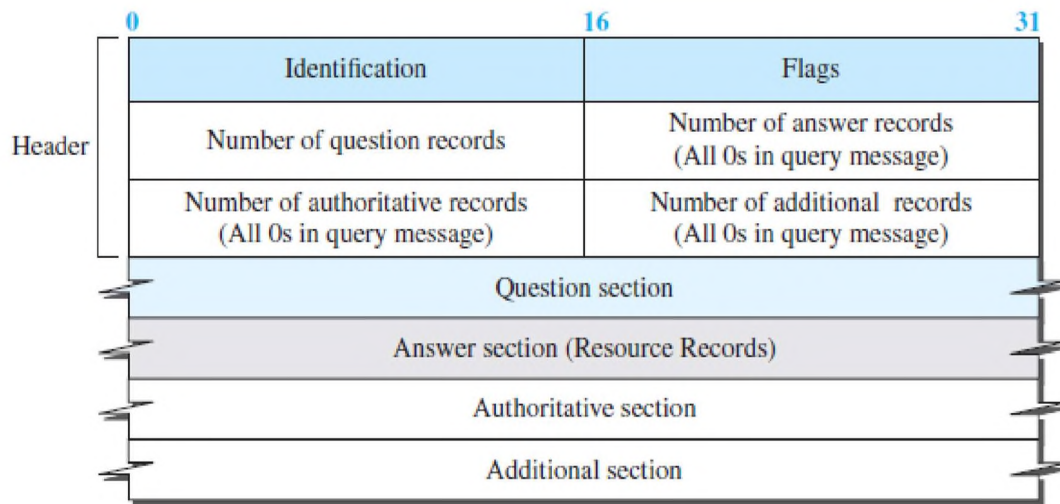 0 16 31
Header
Identification
Flags
Number of question records
Number of answer records
(All 0s in query message)
Number of authoritative records
(All 0s in query message)
Number of additional records
(All 0s in query message)
Question section
Answer section (Resource Records)
Authoritative section
Additional section